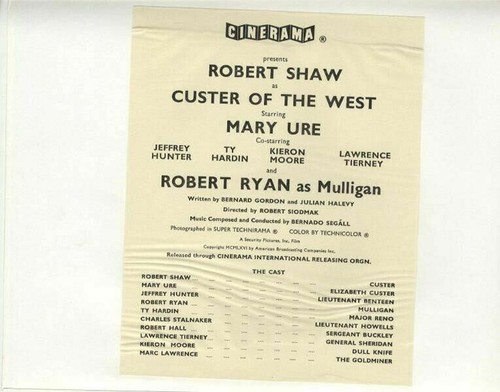 CINERAMA ®
presents
ROBERT SHAW
as
CUSTER OF THE WEST
Starring
MARY URE
Co-starring
JEFFREY HUNTER TY HARDIN KIERON MOORE LAWRENCE TIERNEY
and
ROBERT RYAN as Mulligan
Written by BERNARD GORDON and JULIAN HALEVY
Directed by ROBERT SIODMAK
Music Composed and Conducted by BERNADO SEGÁLL
Photographed in SUPER TECHNIRAMA ® COLOR BY TECHNICOLOR ®
A Security Pictures, Inc, Film
Copyright MCMLXVI by American Broadcasting Companies Inc.
Released through CINERAMA INTERNATIONAL RELEASING ORGN.
THE CAST
ROBERT SHAW CUSTER
MARY URE ELIZABETH CUSTER
JEFFREY HUNTER LIEUTENANT BENTEEN
ROBERT RYAN MULLIGAN
TY HARDIN MAJOR RENO
CHARLES STALNAKER LIEUTENANT HOWELLS
ROBERT HALL SERGEANT BUCKLEY
LAWRENCE TIERNEY GENERAL SHERIDAN
KIERON MOORE DULL KNIFE
MARC LAWRENCE THE GOLDMINER